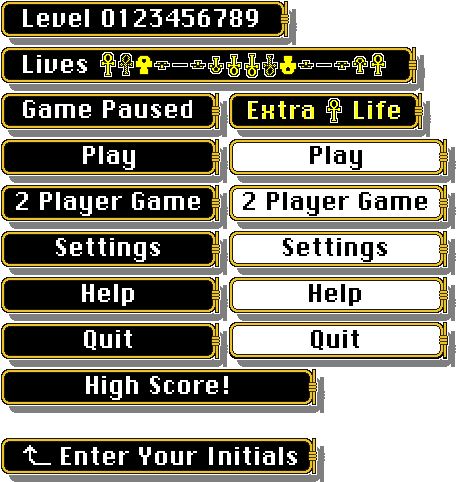 Level 0123456789
Lives
Game Paused
Extra Life
Play
Play
2 Player Game
2 Player Game
Settings
Settings
Help
Help
Quit
Quit
High Score!
Enter Your Initials